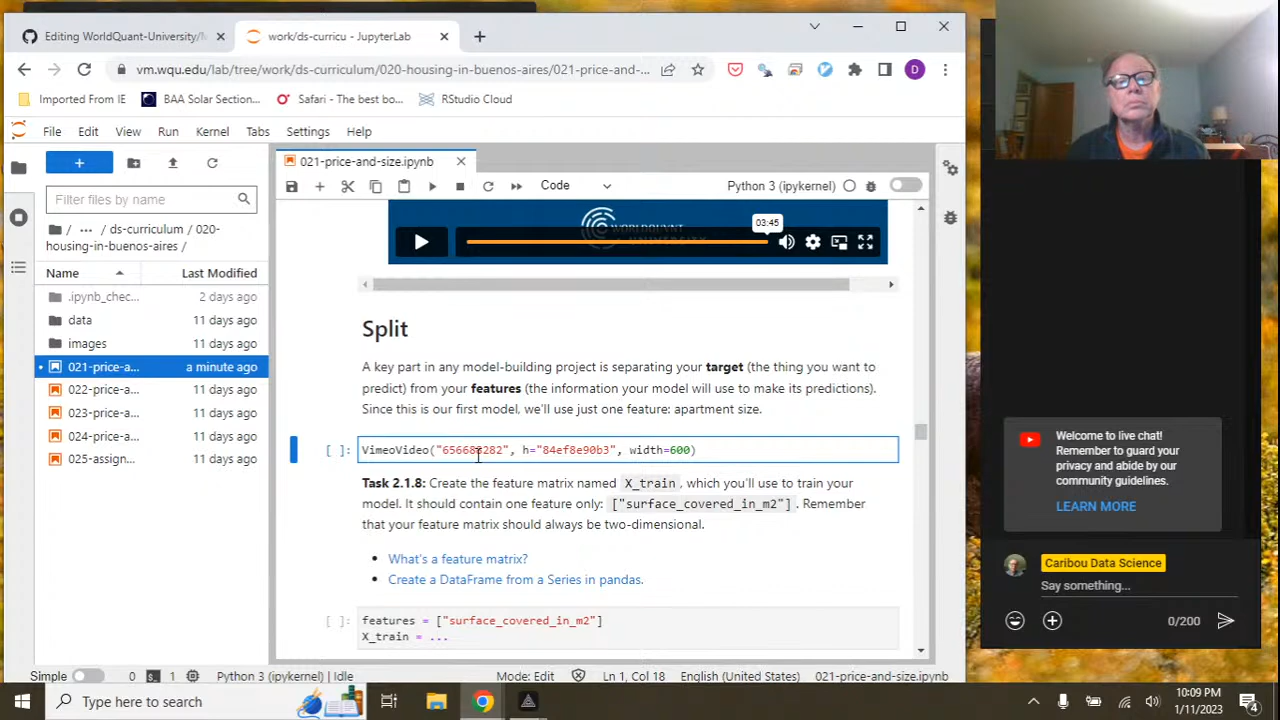 Editing WorldQuant-University/
work/ds-curricu - JupyterLab
vm.wqu.edu/lab/tree/work/ds-curriculum/020-housing-in-buenos-aires/021-price-and-...
D
Imported From IE
BAA Solar Section...
Safari - The best bo...
RStudio Cloud
File Edit View Run Kernel Tabs Settings Help
021-price-and-size.ipynb
Code
Python 3 (ipykernel)
Filter files by name
/ ... / ds-curriculum / 020-
housing-in-buenos-aires /
Name Last Modified
.ipynb_chec... 2 days ago
data 11 days ago
images 11 days ago
021-price-a... a minute ago
022-price-a... 11 days ago
023-price-a... 11 days ago
024-price-a... 11 days ago
025-assign... 11 days ago
03:45
Split
A key part in any model-building project is separating your target (the thing you want to
predict) from your features (the information your model will use to make its predictions).
Since this is our first model, we'll use just one feature: apartment size.
[ ]: VimeoVideo("656688282", h="84ef8e90b3", width=600)
Task 2.1.8: Create the feature matrix named X_train, which you'll use to train your
model. It should contain one feature only: ["surface_covered_in_m2"]. Remember
that your feature matrix should always be two-dimensional.
• What's a feature matrix?
• Create a DataFrame from a Series in pandas.
[ ]: features = ["surface_covered_in_m2"]
X_train = ...
Simple 0 1 Python 3 (ipykernel) | Idle
Mode: Edit Ln 1, Col 18 English (United States) 021-price-and-size.ipynb
Welcome to live chat!
Remember to guard your
privacy and abide by our
community guidelines.
LEARN MORE
Caribou Data Science
Say something...
0/200
Type here to search
10:09 PM
1/11/2023
4